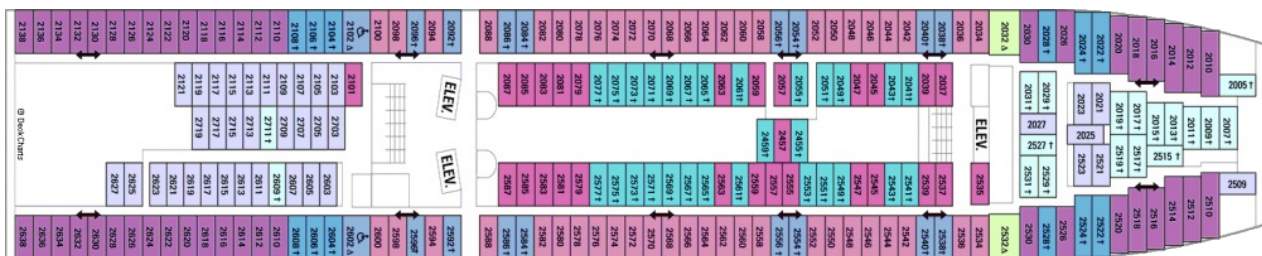 2138 2136 2134 2132 2130 2128 2126 2124 2122 2120 2118 2116 2114 † 2112 2110 2108 † 2106 † 2104 † 2102 ♿ ∆ 2100 2098 2096 † 2094 2092 † 2088 2086 † 2084 † 2082 2080 2078 2076 2074 2072 2070 2068 2066 2064 2062 2060 2058 2056 † 2054 † 2052 2050 2048 2046 2044 2042 2040 † 2038 † 2036 2034 2032 ∆ 2030 2028 † 2026 2024 † 2022 † 2020 2018 2016 2014 2012 2010 2005 †
2121 2119 2117 2115 2113 2111 2109 2107 2105 2103 2101 ELEV. 2087 2085 2083 2081 2079 2077 † 2075 † 2073 † 2071 † 2069 † 2067 † 2065 † 2063 2061 † 2059 2057 2055 † 2051 † 2049 † 2047 2045 2043 † 2041 † 2039 2037 2031 † 2029 † 2023 2021 2019 † 2017 † 2015 † 2013 † 2011 † 2009 † 2007 †
2719 2717 2715 2713 2711 † 2709 2707 2705 2703 2459 † 2457 2455 † ELEV. 2027 2025
2527 † 2515 †
2627 2625 2623 2621 2619 2617 2615 2613 2611 2609 † 2607 2605 2603 ELEV. 2587 2585 2583 2581 2579 2577 † 2575 † 2573 † 2571 † 2569 † 2567 † 2565 † 2563 2561 † 2559 2557 2555 2553 † 2551 † 2549 † 2547 2545 2543 † 2541 † 2539 2537 2535 2531 † 2529 † 2523 2521 2519 † 2517 † 2509
2638 2636 2634 2632 2630 2628 2626 2624 2622 2620 2618 2616 2614 2612 2610 2608 † 2606 † 2604 † 2602 ♿ ∆ 2600 2598 2596 † 2594 2592 † 2588 2586 † 2584 † 2582 2580 2578 2576 2574 2572 2570 2568 2566 2564 2562 2560 2558 2556 † 2554 † 2552 2550 2548 2546 2544 2542 2540 † 2538 † 2536 2534 2532 ∆ 2530 2528 † 2526 2524 † 2522 † 2520 2518 2516 2514 2512 2510
@ Deck Charts